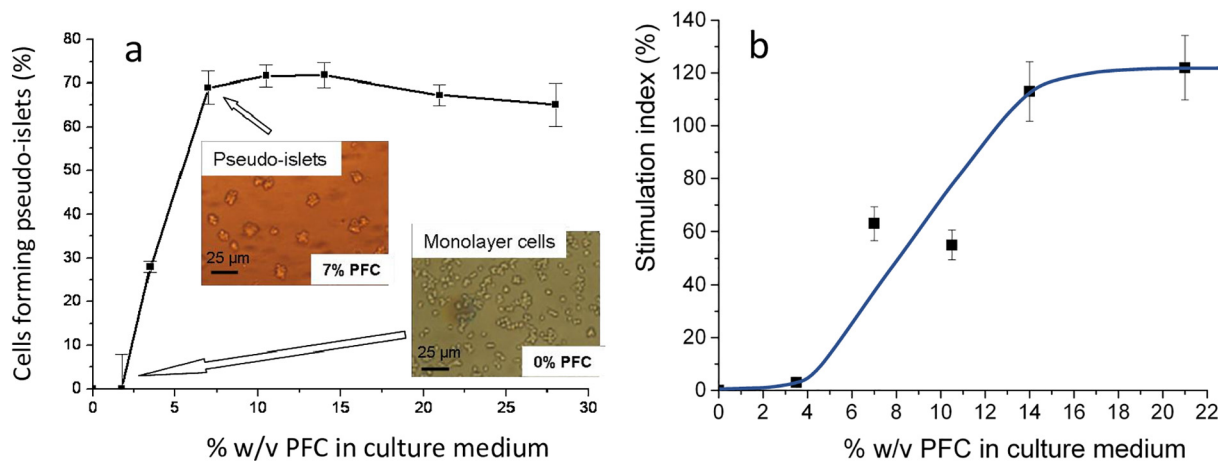 a
Cells forming pseudo-islets (%)
80
70
60
50
40
30
20
10
0
0 5 10 15 20 25 30
% w/v PFC in culture medium
Pseudo-islets
25 µm
7% PFC
Monolayer cells
25 µm
0% PFC
b
Stimulation index (%)
140
120
100
80
60
40
20
0
0 2 4 6 8 10 12 14 16 18 20 22
% w/v PFC in culture medium